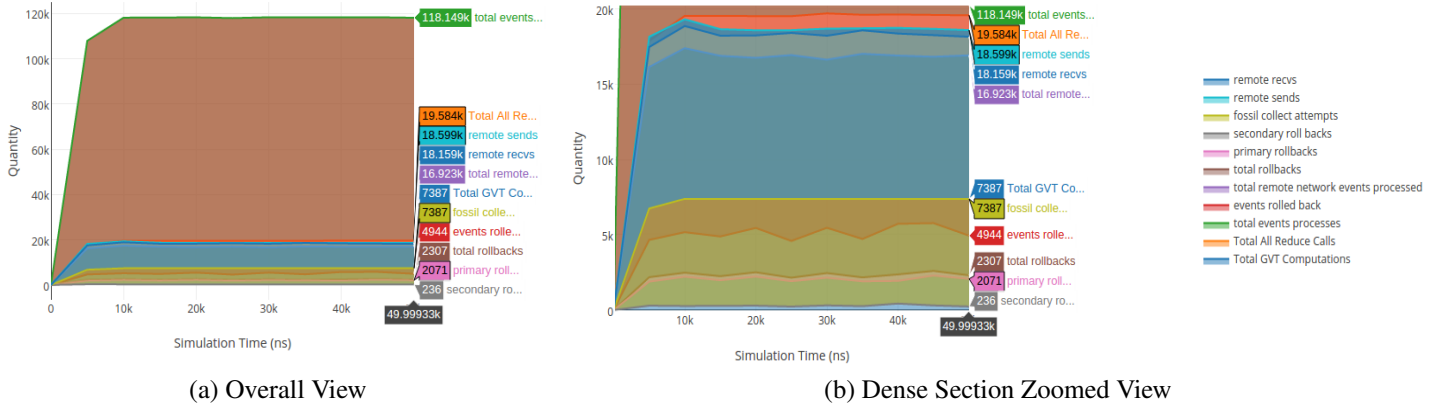 120k
100k
80k
60k
40k
20k
0
Quantity
0
10k
20k
30k
40k
49.99933k
Simulation Time (ns)
118.149k total events...
19.584k Total All Re...
18.599k remote sends
18.159k remote recvs
16.923k total remote...
7387 Total GVT Co...
7387 fossil colle...
4944 events rolle...
2307 total rollbacks
2071 primary roll...
236 secondary ro...
(a) Overall View
20k
15k
10k
5k
0
Quantity
10k
20k
30k
40k
49.99933k
Simulation Time (ns)
118.149k total events...
19.584k Total All Re...
18.599k remote sends
18.159k remote recvs
16.923k total remote...
7387 Total GVT Co...
7387 fossil colle...
4944 events rolle...
2307 total rollbacks
2071 primary roll...
236 secondary ro...
(b) Dense Section Zoomed View
remote recvs
remote sends
fossil collect attempts
secondary roll backs
primary rollbacks
total rollbacks
total remote network events processed
events rolled back
total events processes
Total All Reduce Calls
Total GVT Computations